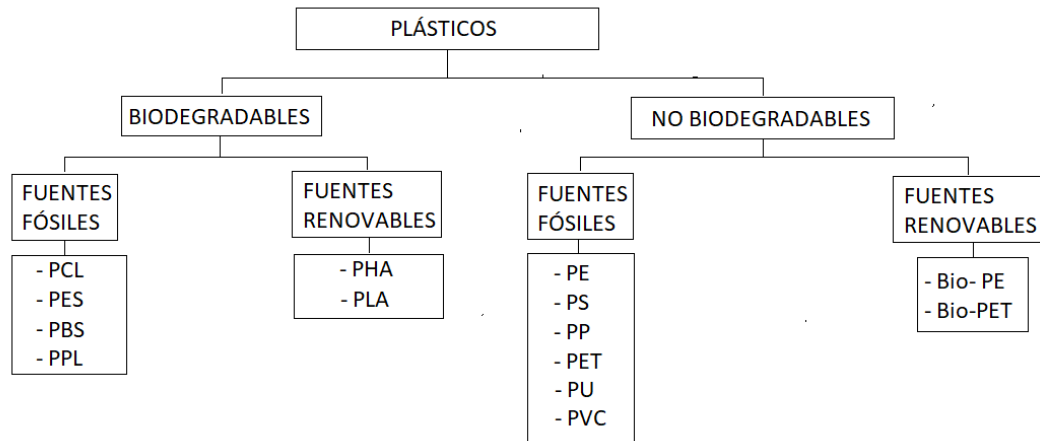 PLÁSTICOS
BIODEGRADABLES
NO BIODEGRADABLES
FUENTES
FÓSILES
FUENTES
RENOVABLES
FUENTES
FÓSILES
FUENTES
RENOVABLES
- PCL
- PES
- PBS
- PPL
- PHA
- PLA
- PE
- PS
- PP
- PET
- PU
- PVC
- Bio- PE
- Bio-PET